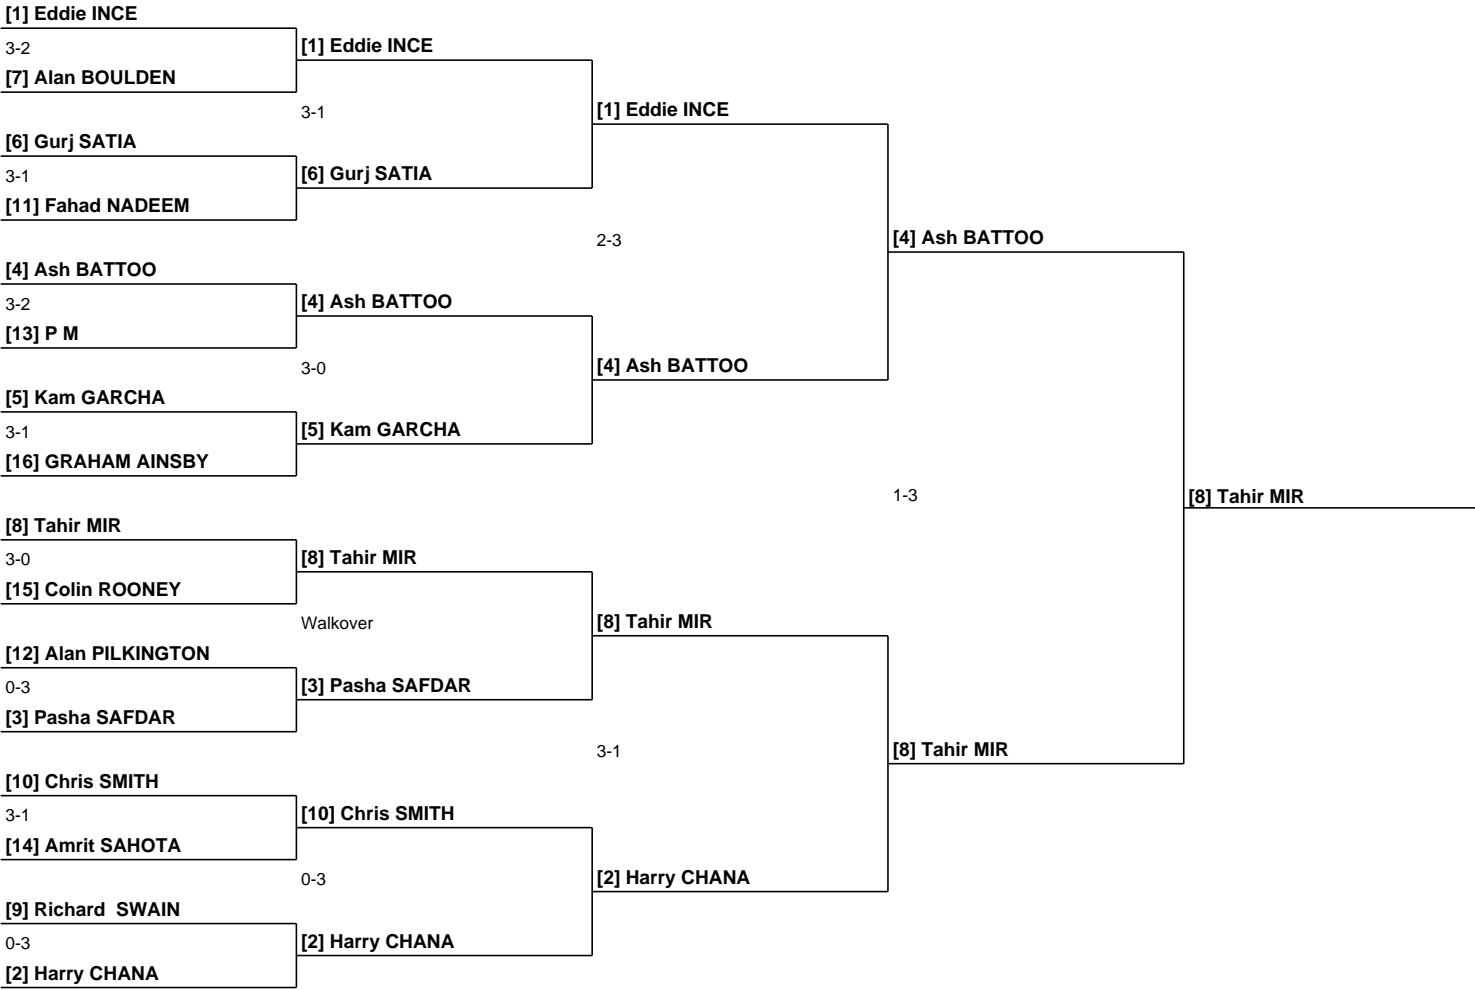 [1] Eddie INCE
3-2
[7] Alan BOULDEN
[6] Gurj SATIA
3-1
[11] Fahad NADEEM
[4] Ash BATTOO
3-2
[13] P M
[5] Kam GARCHA
3-1
[16] GRAHAM AINSBY
[8] Tahir MIR
3-0
[15] Colin ROONEY
[12] Alan PILKINGTON
0-3
[3] Pasha SAFDAR
[10] Chris SMITH
3-1
[14] Amrit SAHOTA
[9] Richard  SWAIN
0-3
[2] Harry CHANA
[1] Eddie INCE
3-1
[6] Gurj SATIA
[4] Ash BATTOO
3-0
[5] Kam GARCHA
[8] Tahir MIR
Walkover
[3] Pasha SAFDAR
[10] Chris SMITH
0-3
[2] Harry CHANA
[1] Eddie INCE
2-3
[4] Ash BATTOO
[8] Tahir MIR
3-1
[2] Harry CHANA
[4] Ash BATTOO
1-3
[8] Tahir MIR
[8] Tahir MIR